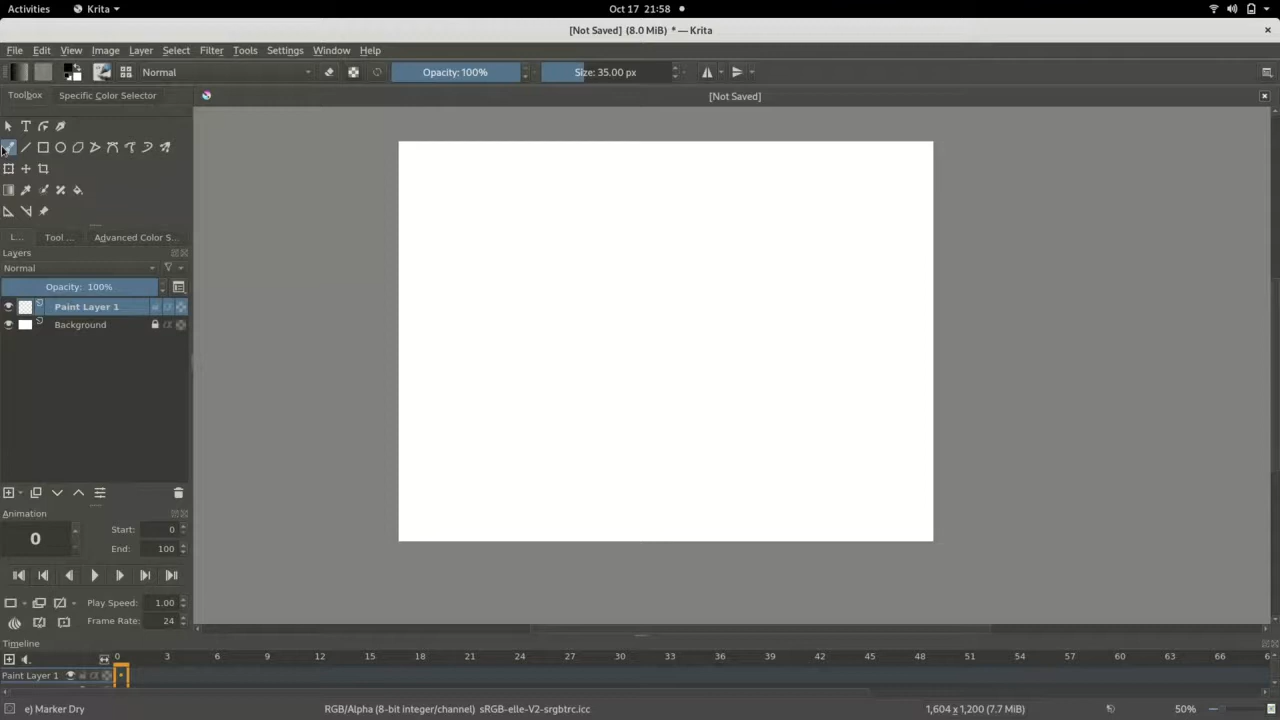 Activities Krita Oct 17 21:58
[Not Saved] (8.0 MiB) * — Krita
File Edit View Image Layer Select Filter Tools Settings Window Help
Normal Opacity: 100% Size: 35.00 px
Toolbox Specific Color Selector [Not Saved]
L... Tool ... Advanced Color S...
Layers
Normal
Opacity: 100%
Paint Layer 1
Background
Animation
0 Start: 0
End: 100
Play Speed: 1.00
Frame Rate: 24
Timeline
0 3 6 9 12 15 18 21 24 27 30 33 36 39 42 45 48 51 54 57 60 63 66 6
Paint Layer 1
e) Marker Dry RGB/Alpha (8-bit integer/channel) sRGB-elle-V2-srgbtrc.icc 1,604 x 1,200 (7.7 MiB) 50%